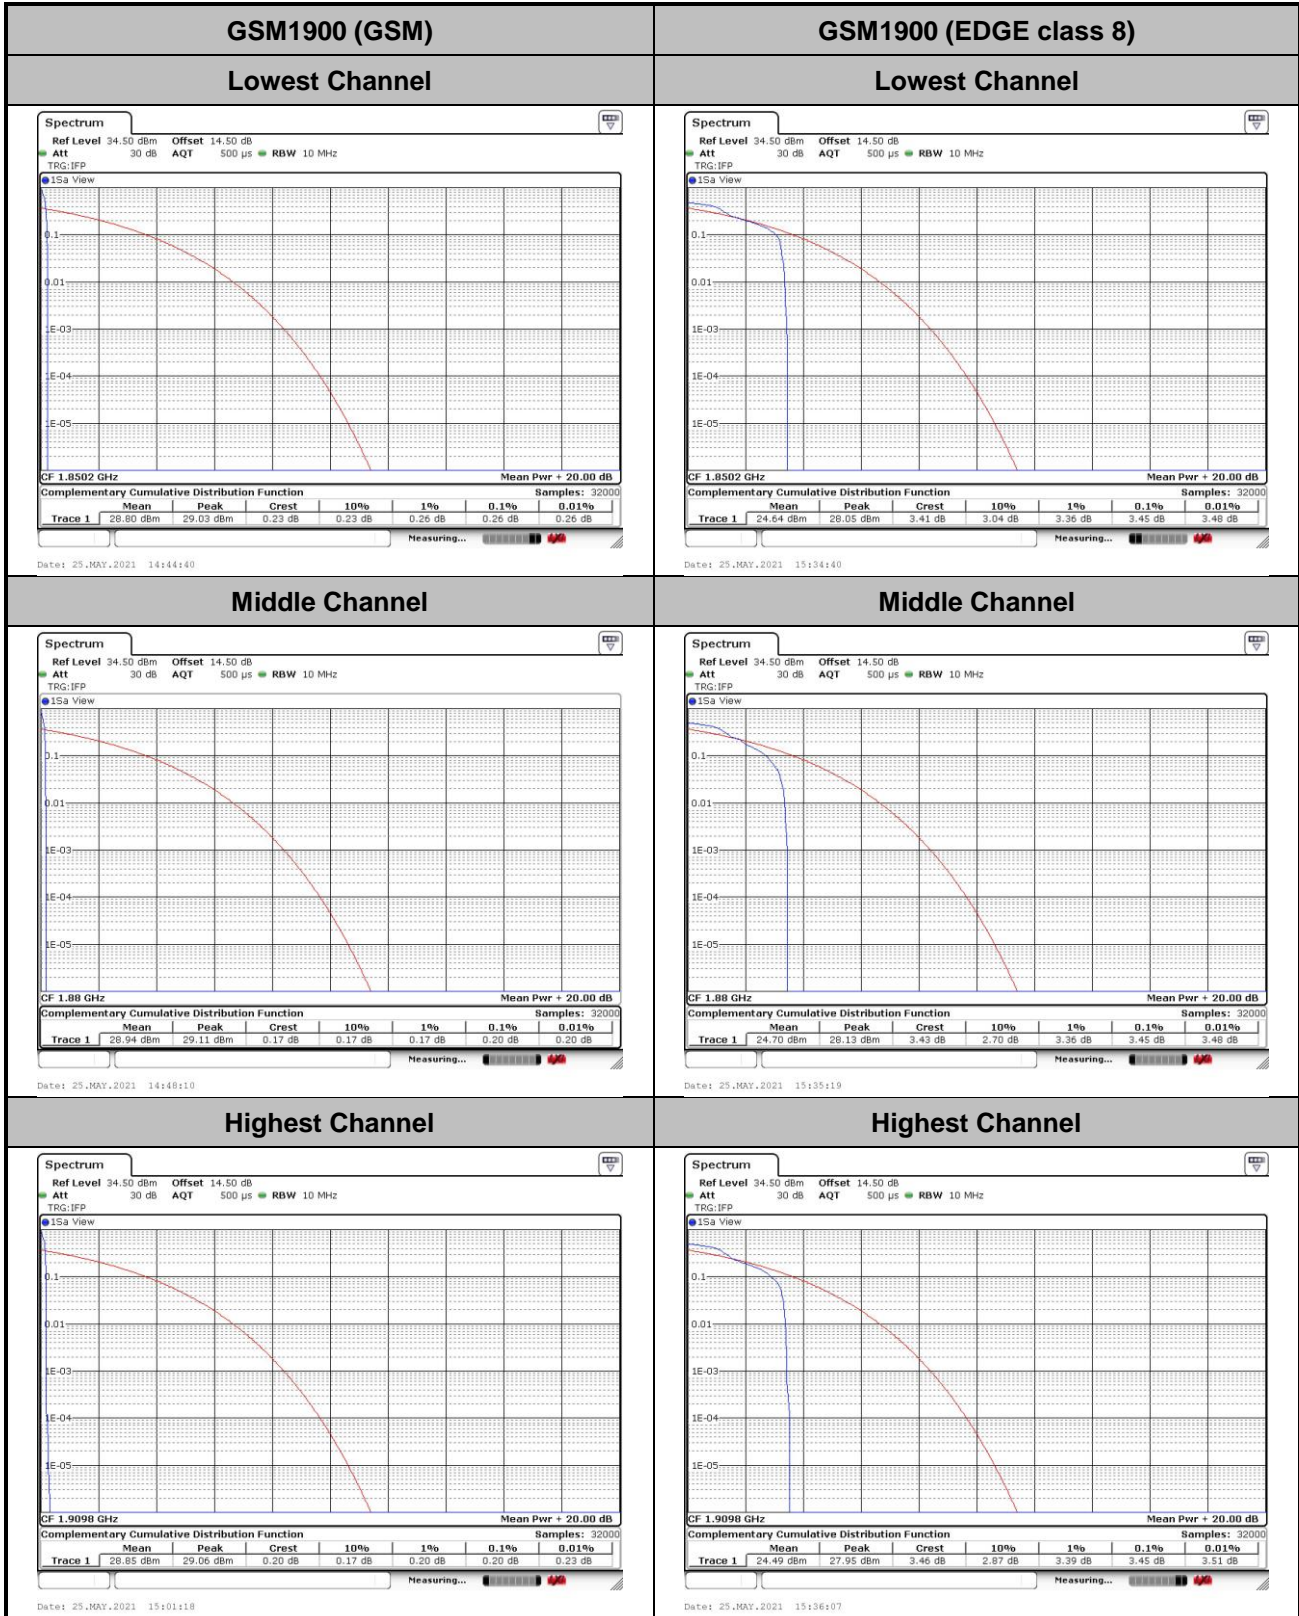 GSM1900 (GSM) GSM1900 (EDGE class 8)
Lowest Channel Lowest Channel
Spectrum
Ref Level 34.50 dBm Offset 14.50 dB
Att 30 dB AQT 500 µs RBW 10 MHz
TRG:IFP
1Sa View
0.1
0.01
1E-03
1E-04
1E-05
CF 1.8502 GHz Mean Pwr + 20.00 dB
Complementary Cumulative Distribution Function Samples: 32000
Mean Peak Crest 10% 1% 0.1% 0.01%
Trace 1 28.80 dBm 29.03 dBm 0.23 dB 0.23 dB 0.26 dB 0.26 dB 0.26 dB
Measuring...
Date: 25.MAY.2021 14:44:40
Spectrum
Ref Level 34.50 dBm Offset 14.50 dB
Att 30 dB AQT 500 µs RBW 10 MHz
TRG:IFP
1Sa View
0.1
0.01
1E-03
1E-04
1E-05
CF 1.8502 GHz Mean Pwr + 20.00 dB
Complementary Cumulative Distribution Function Samples: 32000
Mean Peak Crest 10% 1% 0.1% 0.01%
Trace 1 24.64 dBm 28.05 dBm 3.41 dB 3.04 dB 3.36 dB 3.45 dB 3.48 dB
Measuring...
Date: 25.MAY.2021 15:34:40
Middle Channel Middle Channel
Spectrum
Ref Level 34.50 dBm Offset 14.50 dB
Att 30 dB AQT 500 µs RBW 10 MHz
TRG:IFP
1Sa View
0.1
0.01
1E-03
1E-04
1E-05
CF 1.88 GHz Mean Pwr + 20.00 dB
Complementary Cumulative Distribution Function Samples: 32000
Mean Peak Crest 10% 1% 0.1% 0.01%
Trace 1 28.94 dBm 29.11 dBm 0.17 dB 0.17 dB 0.17 dB 0.20 dB 0.20 dB
Measuring...
Date: 25.MAY.2021 14:48:10
Spectrum
Ref Level 34.50 dBm Offset 14.50 dB
Att 30 dB AQT 500 µs RBW 10 MHz
TRG:IFP
1Sa View
0.1
0.01
1E-03
1E-04
1E-05
CF 1.88 GHz Mean Pwr + 20.00 dB
Complementary Cumulative Distribution Function Samples: 32000
Mean Peak Crest 10% 1% 0.1% 0.01%
Trace 1 24.70 dBm 28.13 dBm 3.43 dB 2.70 dB 3.36 dB 3.45 dB 3.48 dB
Measuring...
Date: 25.MAY.2021 15:35:19
Highest Channel Highest Channel
Spectrum
Ref Level 34.50 dBm Offset 14.50 dB
Att 30 dB AQT 500 µs RBW 10 MHz
TRG:IFP
1Sa View
0.1
0.01
1E-03
1E-04
1E-05
CF 1.9098 GHz Mean Pwr + 20.00 dB
Complementary Cumulative Distribution Function Samples: 32000
Mean Peak Crest 10% 1% 0.1% 0.01%
Trace 1 28.85 dBm 29.06 dBm 0.20 dB 0.17 dB 0.20 dB 0.20 dB 0.23 dB
Measuring...
Date: 25.MAY.2021 15:01:18
Spectrum
Ref Level 34.50 dBm Offset 14.50 dB
Att 30 dB AQT 500 µs RBW 10 MHz
TRG:IFP
1Sa View
0.1
0.01
1E-03
1E-04
1E-05
CF 1.9098 GHz Mean Pwr + 20.00 dB
Complementary Cumulative Distribution Function Samples: 32000
Mean Peak Crest 10% 1% 0.1% 0.01%
Trace 1 24.49 dBm 27.95 dBm 3.46 dB 2.87 dB 3.39 dB 3.45 dB 3.51 dB
Measuring...
Date: 25.MAY.2021 15:36:07